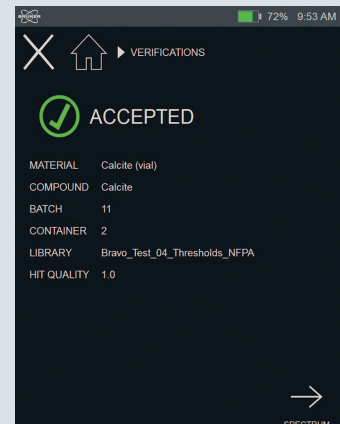 BRUKER 72% 9:53 AM
VERIFICATIONS
ACCEPTED
MATERIAL Calcite (vial)
COMPOUND Calcite
BATCH 11
CONTAINER 2
LIBRARY Bravo_Test_04_Thresholds_NFPA
HIT QUALITY 1.0
SPECTRUM